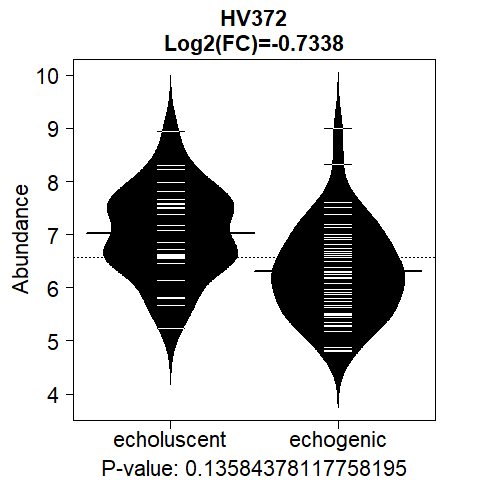 HV372
Log2(FC)=-0.7338
Abundance
10
9
8
7
6
5
4
echoluscent echogenic
P-value: 0.13584378117758195